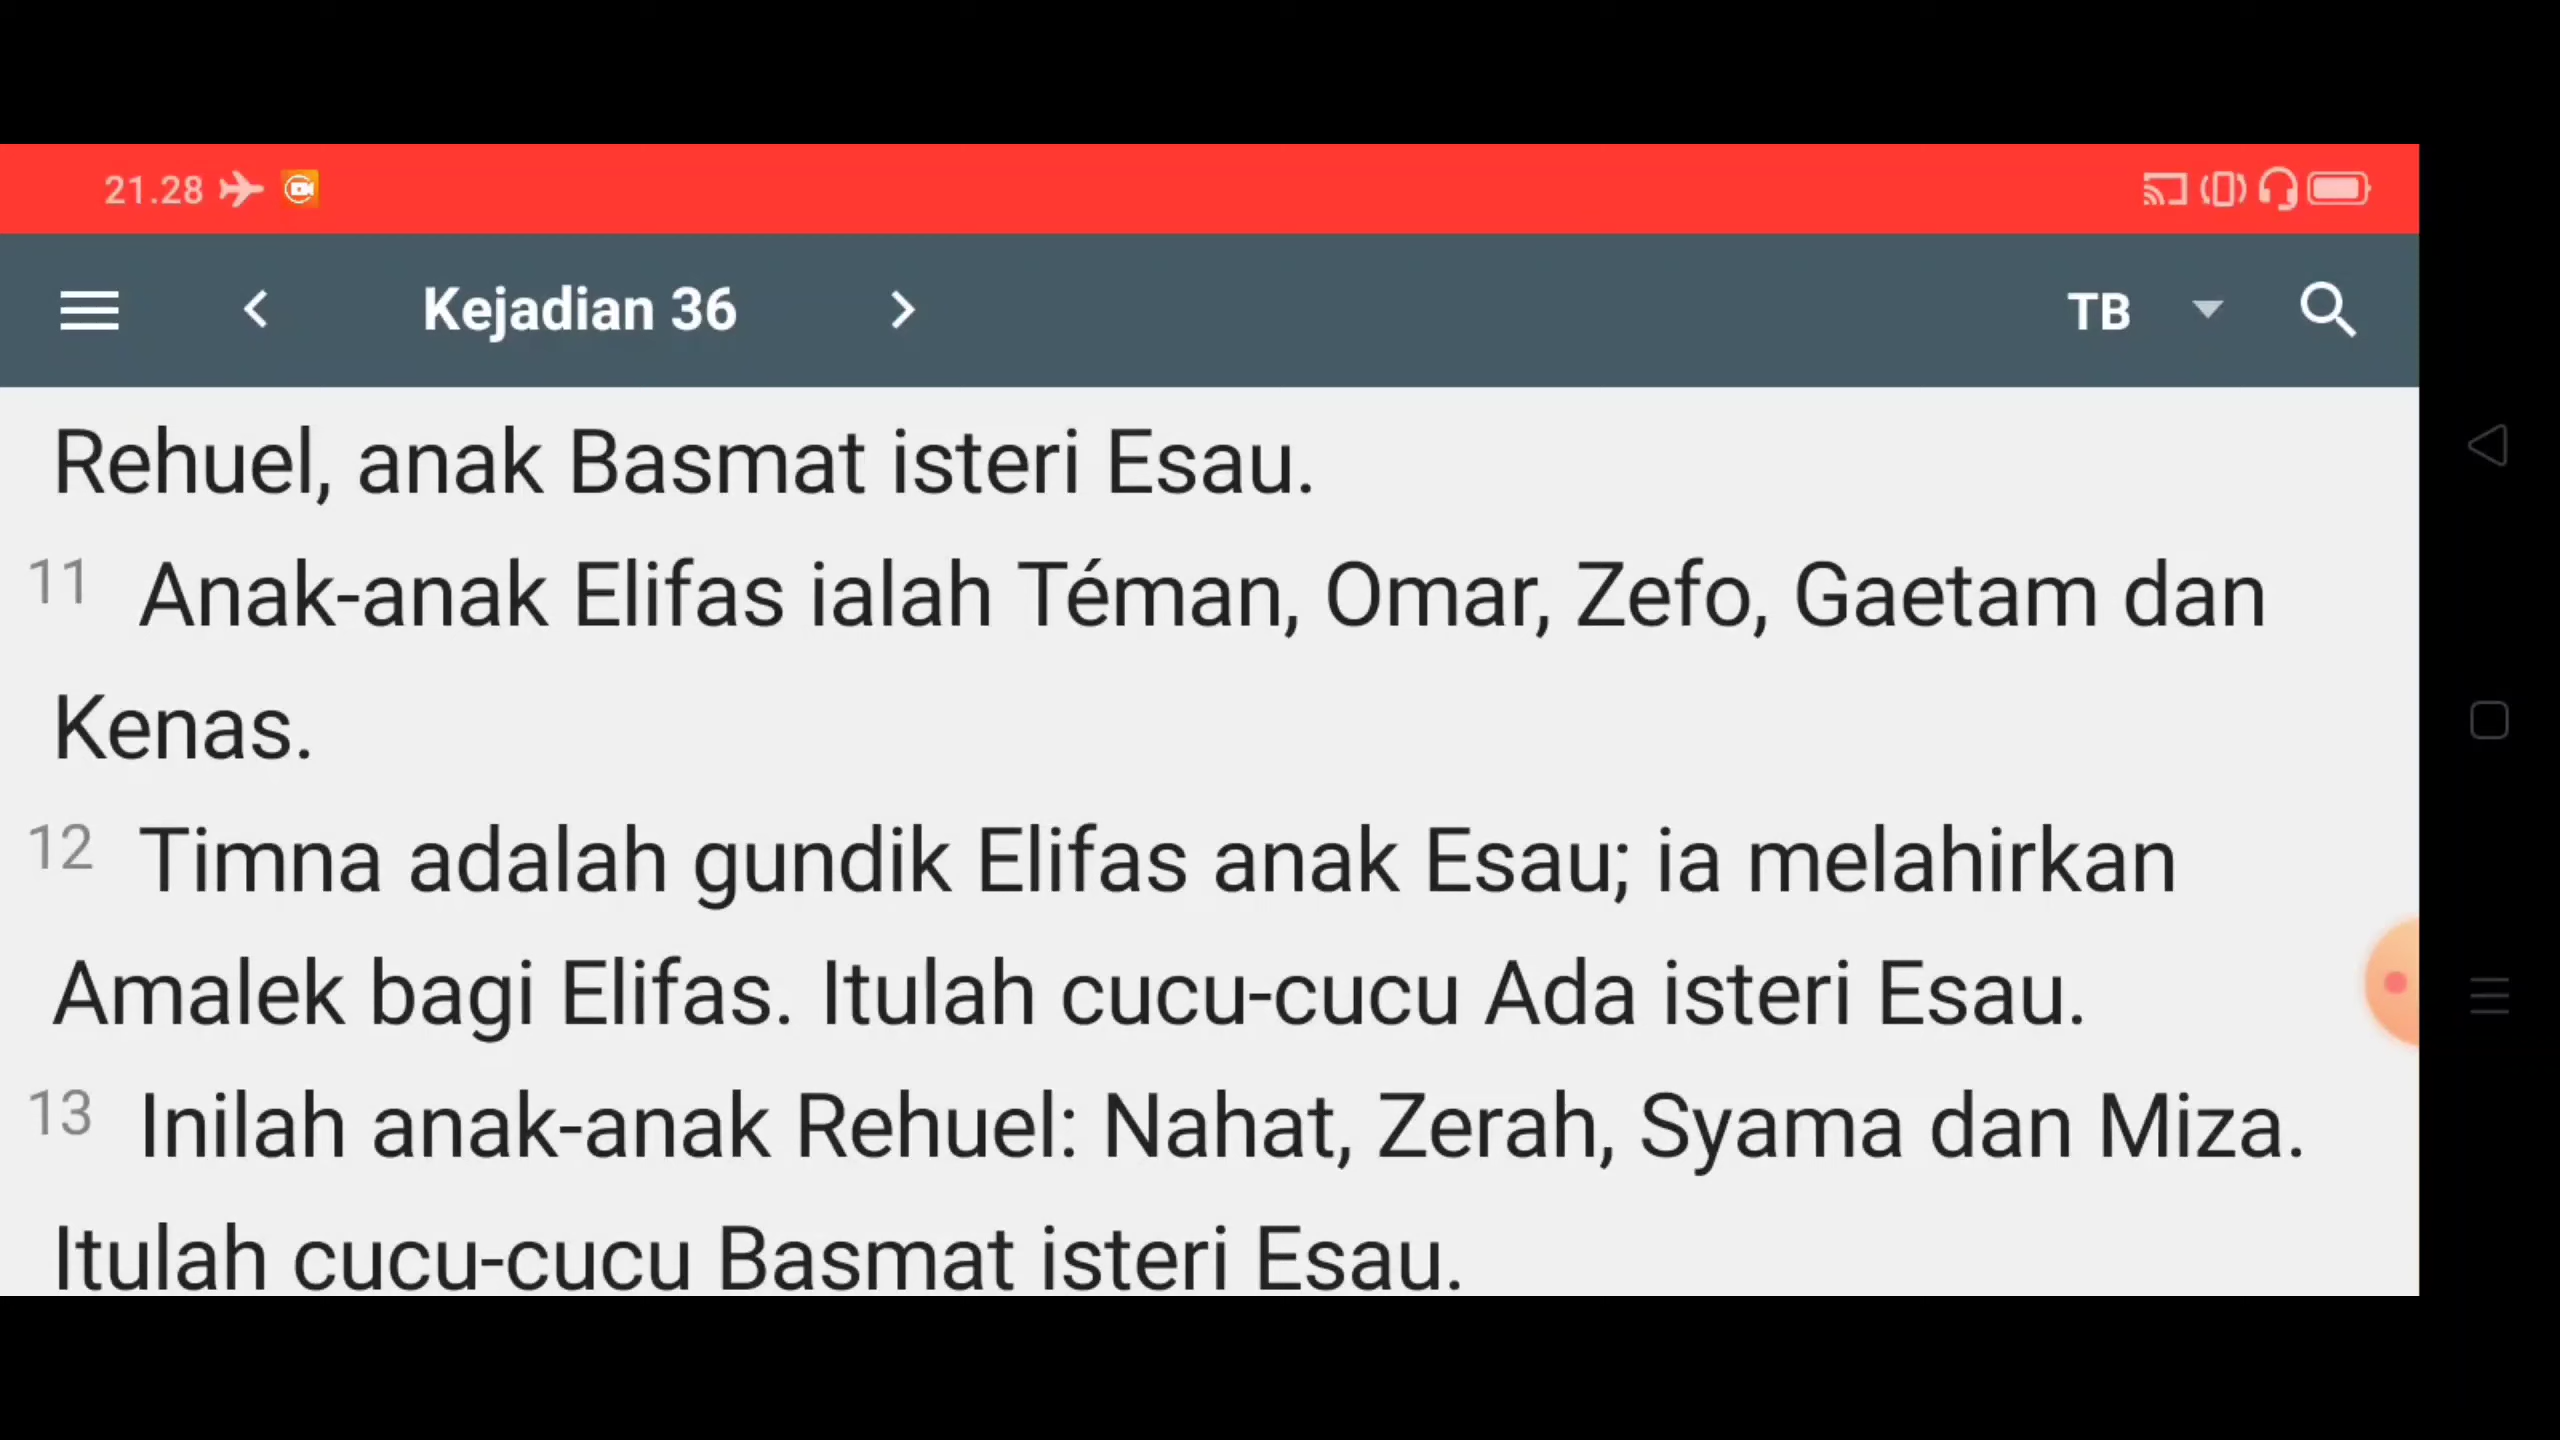 21.28
Kejadian 36
TB
Rehuel, anak Basmat isteri Esau.
11 Anak-anak Elifas ialah Téman, Omar, Zefo, Gaetam dan
Kenas.
12 Timna adalah gundik Elifas anak Esau; ia melahirkan
Amalek bagi Elifas. Itulah cucu-cucu Ada isteri Esau.
13 Inilah anak-anak Rehuel: Nahat, Zerah, Syama dan Miza.
Itulah cucu-cucu Basmat isteri Esau.